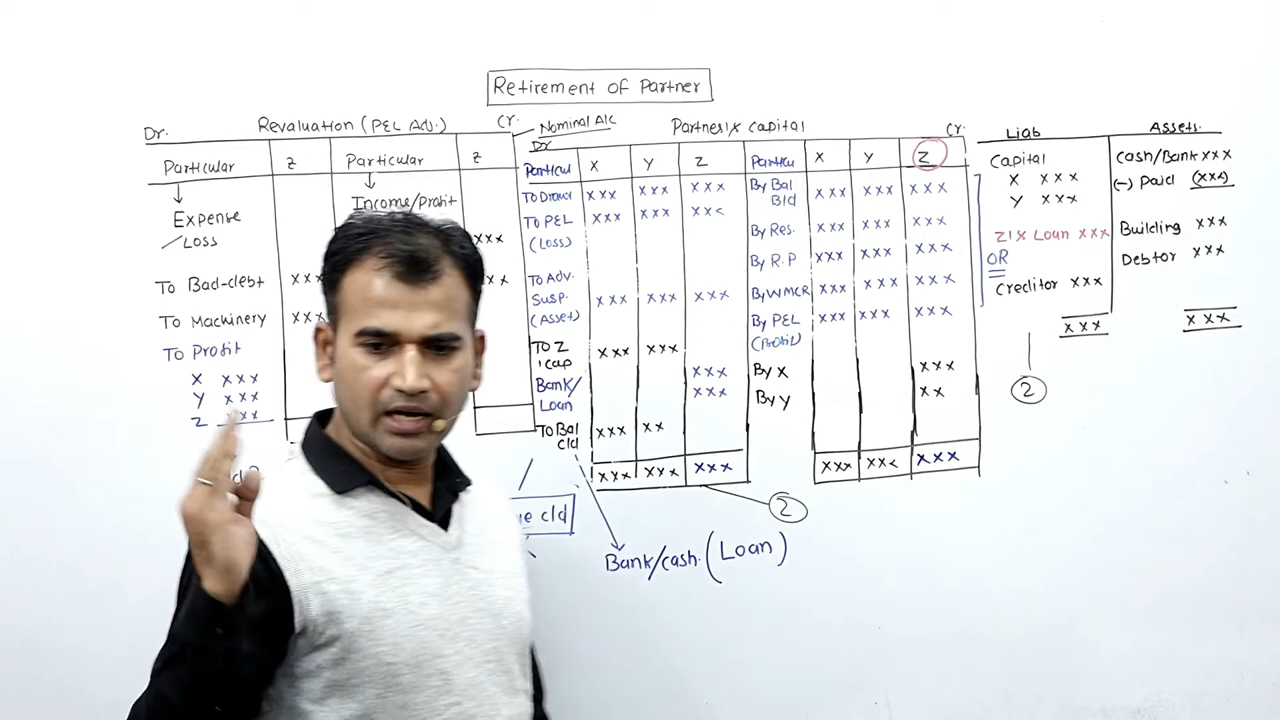 Retirement of Partner
Dr. Revaluation (P&L Adj.) Cr.
Nominal A/c
Particular z Particular z
Expense
/Loss
Income/profit
xxx
To Bad-debt xxx xx
To Machinery xxx
To Profit
X xxx
Y xxx
Z xx
Dr Partner's capital Cr.
Particul X Y Z Particu X Y Z
To Draw xxx xxx xxx By Bal b/d xxx xxx xxx
To P&L (Loss) xxx xxx xxx By Res. xxx xxx xxx
By R.P xxx xxx xxx
To Adv. Susp. (Asset) xxx xxx xxx By WMCR xxx xxx xxx
By P&L (Profit) xxx xxx xxx
To Z 'cap xxx xxx
Bank/ Loan xxx xxx
By X xxx
By Y xx
To Bal c/d xxx xx
xxx xxx xxx xxx xxx xxx
2
c/d
Bank/cash (Loan)
Liab Assets
Capital
X xxx
Y xxx
Z's Loan xxx
OR
Creditor xxx
xxx
2
Cash/Bank xxx
(-) Paid (xxx)
Building xxx
Debtor xxx
xxx